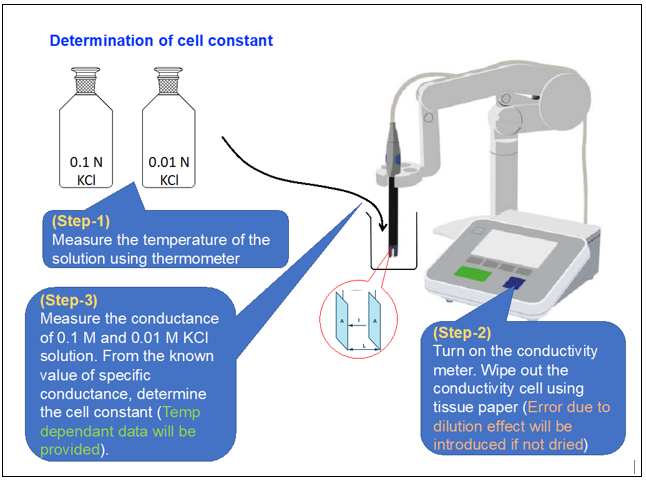 Determination of cell constant
0.1 N
KCl
0.01 N
KCl
(Step-1)
Measure the temperature of the
solution using thermometer
(Step-3)
Measure the conductance
of 0.1 M and 0.01 M KCl
solution. From the known
value of specific
conductance, determine
the cell constant (Temp
dependant data will be
provided).
A
A
l
L
(Step-2)
Turn on the conductivity
meter. Wipe out the
conductivity cell using
tissue paper (Error due to
dilution effect will be
introduced if not dried)